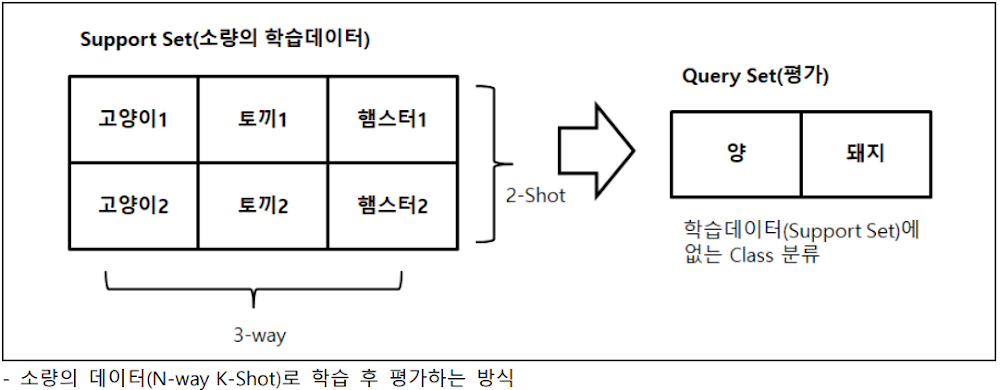 Support Set(소량의 학습데이터)
고양이1 토끼1 햄스터1
고양이2 토끼2 햄스터2
2-Shot
3-way
Query Set(평가)
양 돼지
학습데이터(Support Set)에
없는 Class 분류
- 소량의 데이터(N-way K-Shot)로 학습 후 평가하는 방식